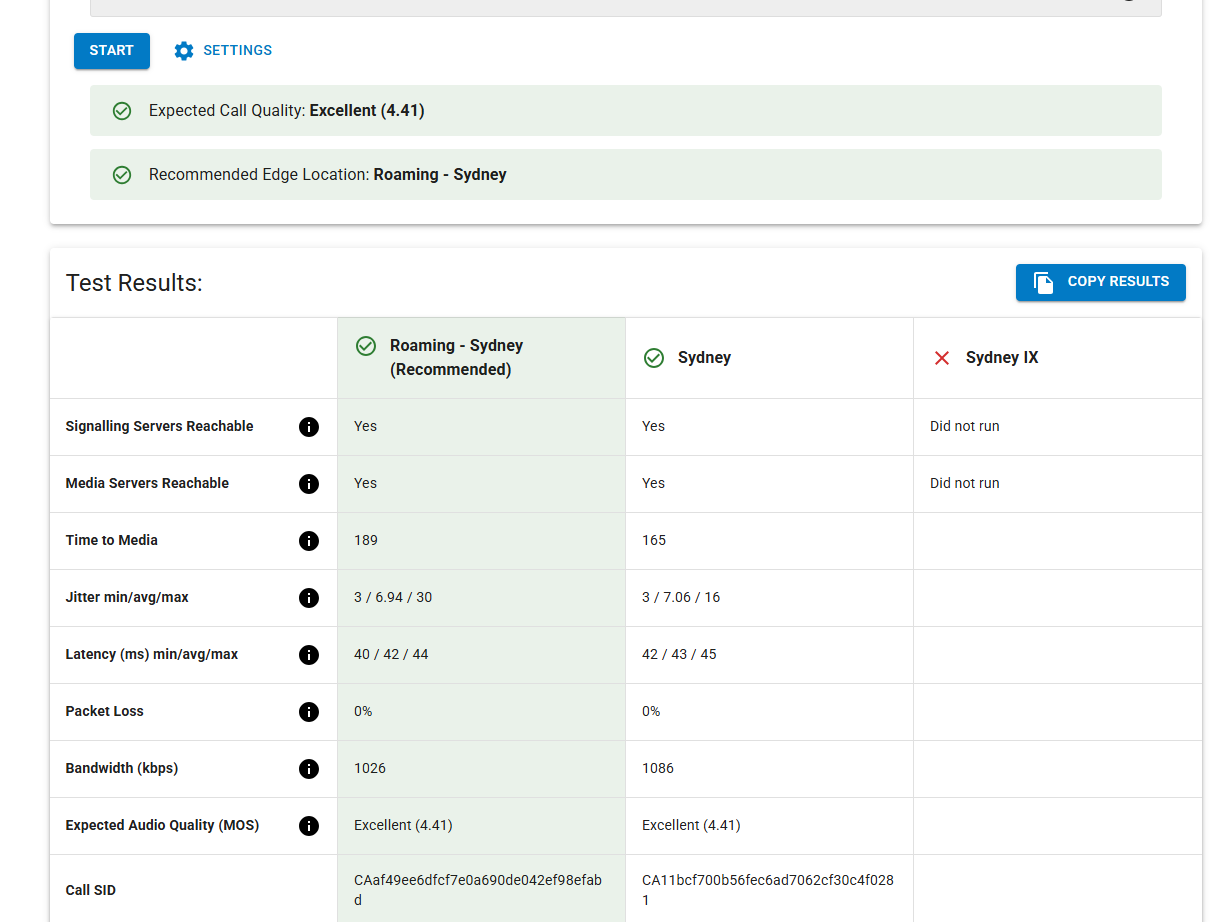 START
SETTINGS
Expected Call Quality: Excellent (4.41)
Recommended Edge Location: Roaming - Sydney
Test Results:
COPY RESULTS
Roaming - Sydney
(Recommended)
Sydney
Sydney IX
Signalling Servers Reachable
Yes
Yes
Did not run
Media Servers Reachable
Yes
Yes
Did not run
Time to Media
189
165
Jitter min/avg/max
3 / 6.94 / 30
3 / 7.06 / 16
Latency (ms) min/avg/max
40 / 42 / 44
42 / 43 / 45
Packet Loss
0%
0%
Bandwidth (kbps)
1026
1086
Expected Audio Quality (MOS)
Excellent (4.41)
Excellent (4.41)
Call SID
CAaf49ee6dfcf7e0a690de042ef98efab
d
CA11bcf700b56fec6ad7062cf30c4f028
1